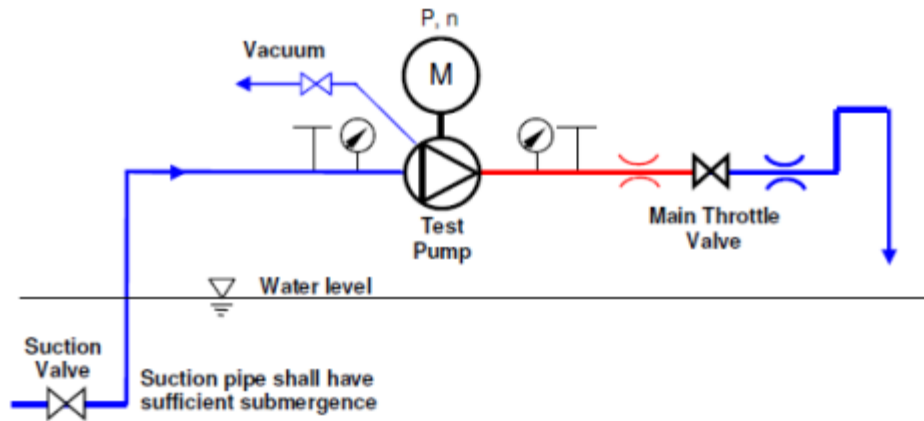 P, n
Vacuum
M
Test
Pump
Main Throttle
Valve
Water level
Suction
Valve
Suction pipe shall have
sufficient submergence